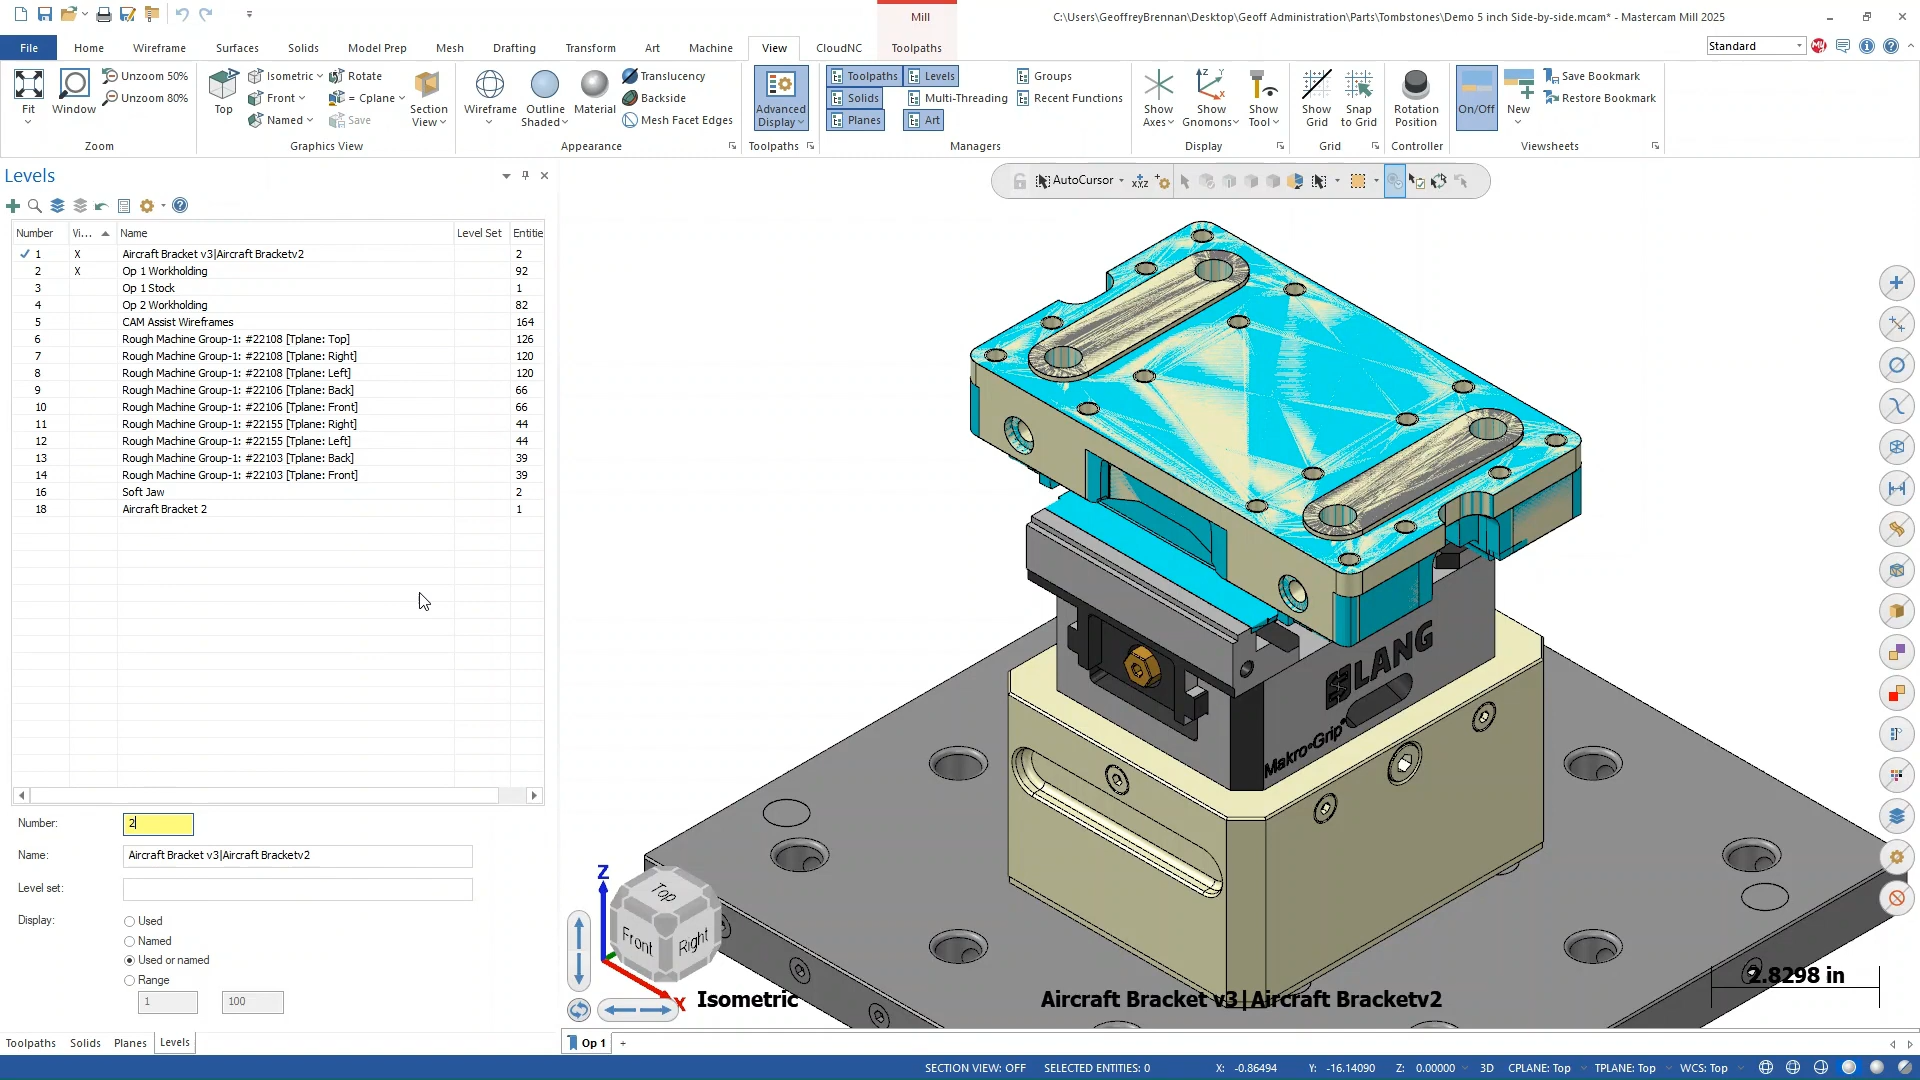 Mill
C:\Users\GeoffreyBrennan\Desktop\Geoff Administration\Parts\Tombstones\Demo 5 inch Side-by-side.mcam* - Mastercam Mill 2025
File Home Wireframe Surfaces Solids Model Prep Mesh Drafting Transform Art Machine View CloudNC Toolpaths
Standard
Fit
Window
Unzoom 50%
Unzoom 80%
Zoom
Top
Isometric
Front
Named
Rotate
= Cplane
Save
Section
View
Graphics View
Wireframe
Outline
Shaded
Material
Translucency
Backside
Mesh Facet Edges
Appearance
Advanced
Display
Toolpaths
Toolpaths
Levels
Groups
Solids
Multi-Threading
Recent Functions
Planes
Art
Managers
Show
Axes
Show
Gnomons
Show
Tool
Display
Show
Grid
Snap
to Grid
Grid
Rotation
Position
Controller
On/Off
New
Save Bookmark
Restore Bookmark
Viewsheets
Levels
AutoCursor
Number Vi... Name Level Set Entitie
1 X Aircraft Bracket v3|Aircraft Bracketv2 2
2 X Op 1 Workholding 92
3 Op 1 Stock 1
4 Op 2 Workholding 82
5 CAM Assist Wireframes 164
6 Rough Machine Group-1: #22108 [Tplane: Top] 126
7 Rough Machine Group-1: #22108 [Tplane: Right] 120
8 Rough Machine Group-1: #22108 [Tplane: Left] 120
9 Rough Machine Group-1: #22106 [Tplane: Back] 66
10 Rough Machine Group-1: #22106 [Tplane: Front] 66
11 Rough Machine Group-1: #22155 [Tplane: Right] 44
12 Rough Machine Group-1: #22155 [Tplane: Left] 44
13 Rough Machine Group-1: #22103 [Tplane: Back] 39
14 Rough Machine Group-1: #22103 [Tplane: Front] 39
16 Soft Jaw 2
18 Aircraft Bracket 2 1
Number: 2
Name: Aircraft Bracket v3|Aircraft Bracketv2
Level set:
Display:
Used
Named
Used or named
Range
1 100
LANG
Makro•Grip®
Z
Top
Front
Right
X
Isometric
Aircraft Bracket v3|Aircraft Bracketv2
2.8298 in
Toolpaths Solids Planes Levels
Op 1 +
SECTION VIEW: OFF SELECTED ENTITIES: 0 X: -0.86494 Y: -16.14090 Z: 0.00000 3D CPLANE: Top TPLANE: Top WCS: Top